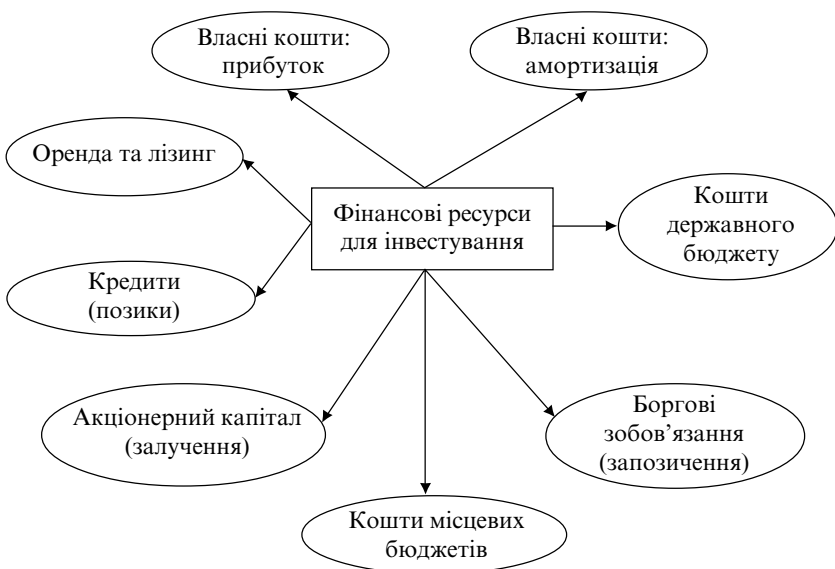 Власні кошти:
прибуток
Власні кошти:
амортизація
Оренда та лізинг
Фінансові ресурси
для інвестування
Кошти
державного
бюджету
Кредити
(позики)
Акціонерний капітал
(залучення)
Боргові
зобов’язання
(запозичення)
Кошти місцевих
бюджетів